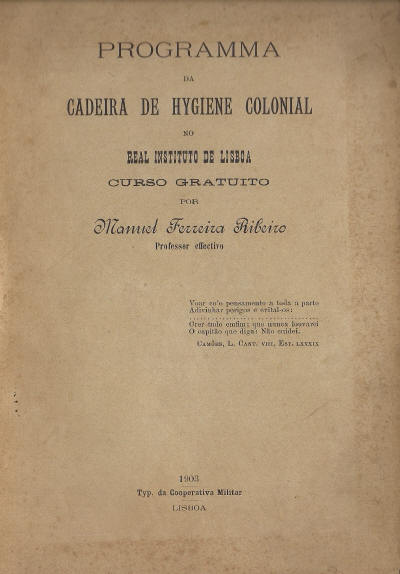 PROGRAMMA
DA
CADEIRA DE HYGIENE COLONIAL
NO
REAL INSTITUTO DE LISBOA
CURSO GRATUITO
POR
Manuel Ferreira Ribeiro
Professor effectivo
Voar co'o pensamento a toda a parte
Adivinhar perigos e evital-os:
................................
Crer tudo emfim; que nunca louvarei
O capitão que diga: Não cuidei.
CAMÕES, L. CANT. VIII, EST. LXXXIX
1903
Typ. da Cooperativa Militar
LISBOA